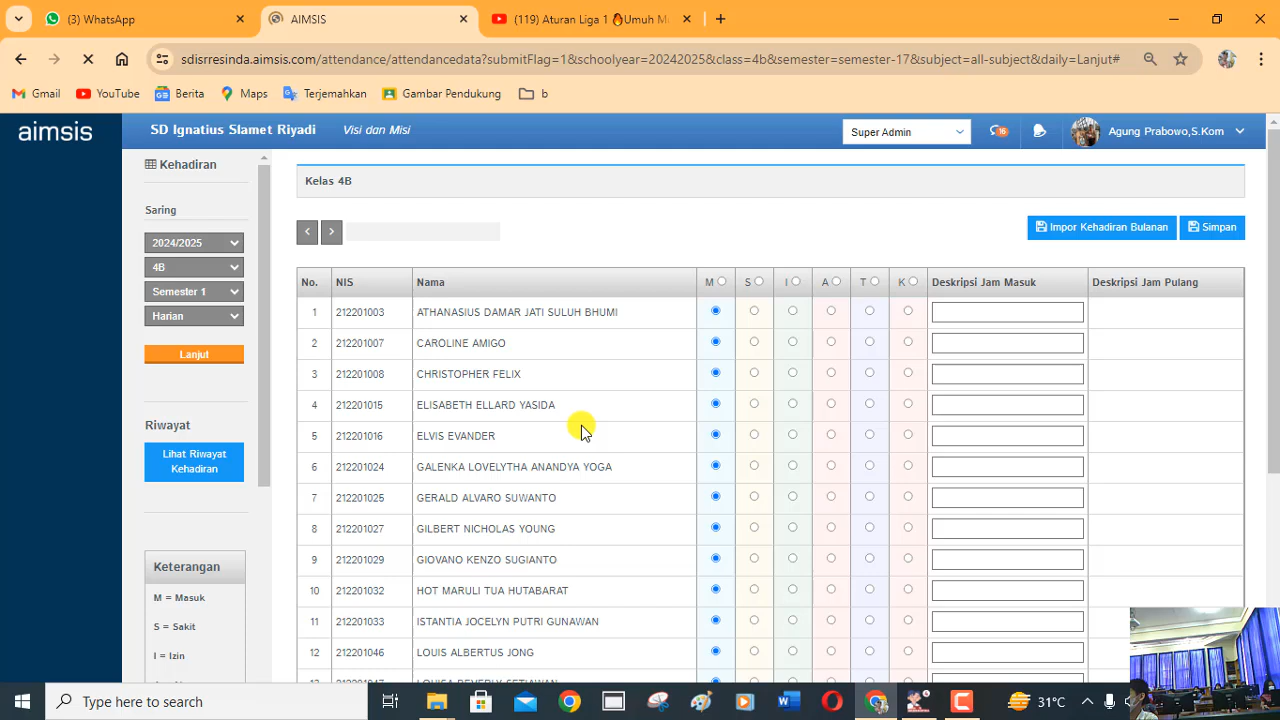 (3) WhatsApp
AIMSIS
(119) Aturan Liga 1 🔥Umuh M
sdisrresinda.aimsis.com/attendance/attendancedata?submitFlag=1&schoolyear=20242025&class=4b&semester=semester-17&subject=all-subject&daily=Lanjut#
Gmail YouTube Berita Maps Terjemahkan Gambar Pendukung b
aimsis
SD Ignatius Slamet Riyadi Visi dan Misi Super Admin 16 Agung Prabowo,S.Kom
Kehadiran
Saring
2024/2025
4B
Semester 1
Harian
Lanjut
Riwayat
Lihat Riwayat
Kehadiran
Keterangan
M = Masuk
S = Sakit
I = Izin
Kelas 4B
< > Impor Kehadiran Bulanan Simpan
No. NIS Nama M S I A T K Deskripsi Jam Masuk Deskripsi Jam Pulang
1 212201003 ATHANASIUS DAMAR JATI SULUH BHUMI
2 212201007 CAROLINE AMIGO
3 212201008 CHRISTOPHER FELIX
4 212201015 ELISABETH ELLARD YASIDA
5 212201016 ELVIS EVANDER
6 212201024 GALENKA LOVELYTHA ANANDYA YOGA
7 212201025 GERALD ALVARO SUWANTO
8 212201027 GILBERT NICHOLAS YOUNG
9 212201029 GIOVANO KENZO SUGIANTO
10 212201032 HOT MARULI TUA HUTABARAT
11 212201033 ISTANTIA JOCELYN PUTRI GUNAWAN
12 212201046 LOUIS ALBERTUS JONG
Type here to search
31°C